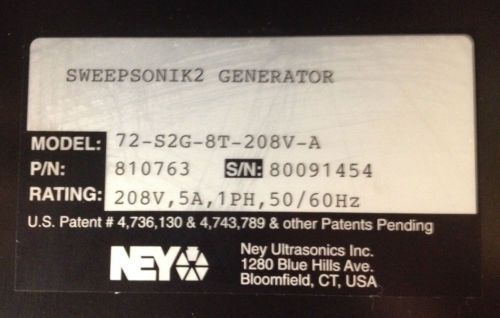 SWEEPSONIK2 GENERATOR
MODEL: 72-S2G-8T-208V-A
P/N: 810763 S/N: 80091454
RATING: 208V,5A,1PH,50/60Hz
U.S. Patent # 4,736,130 & 4,743,789 & other Patents Pending
NEY
Ney Ultrasonics Inc.
1280 Blue Hills Ave.
Bloomfield, CT, USA